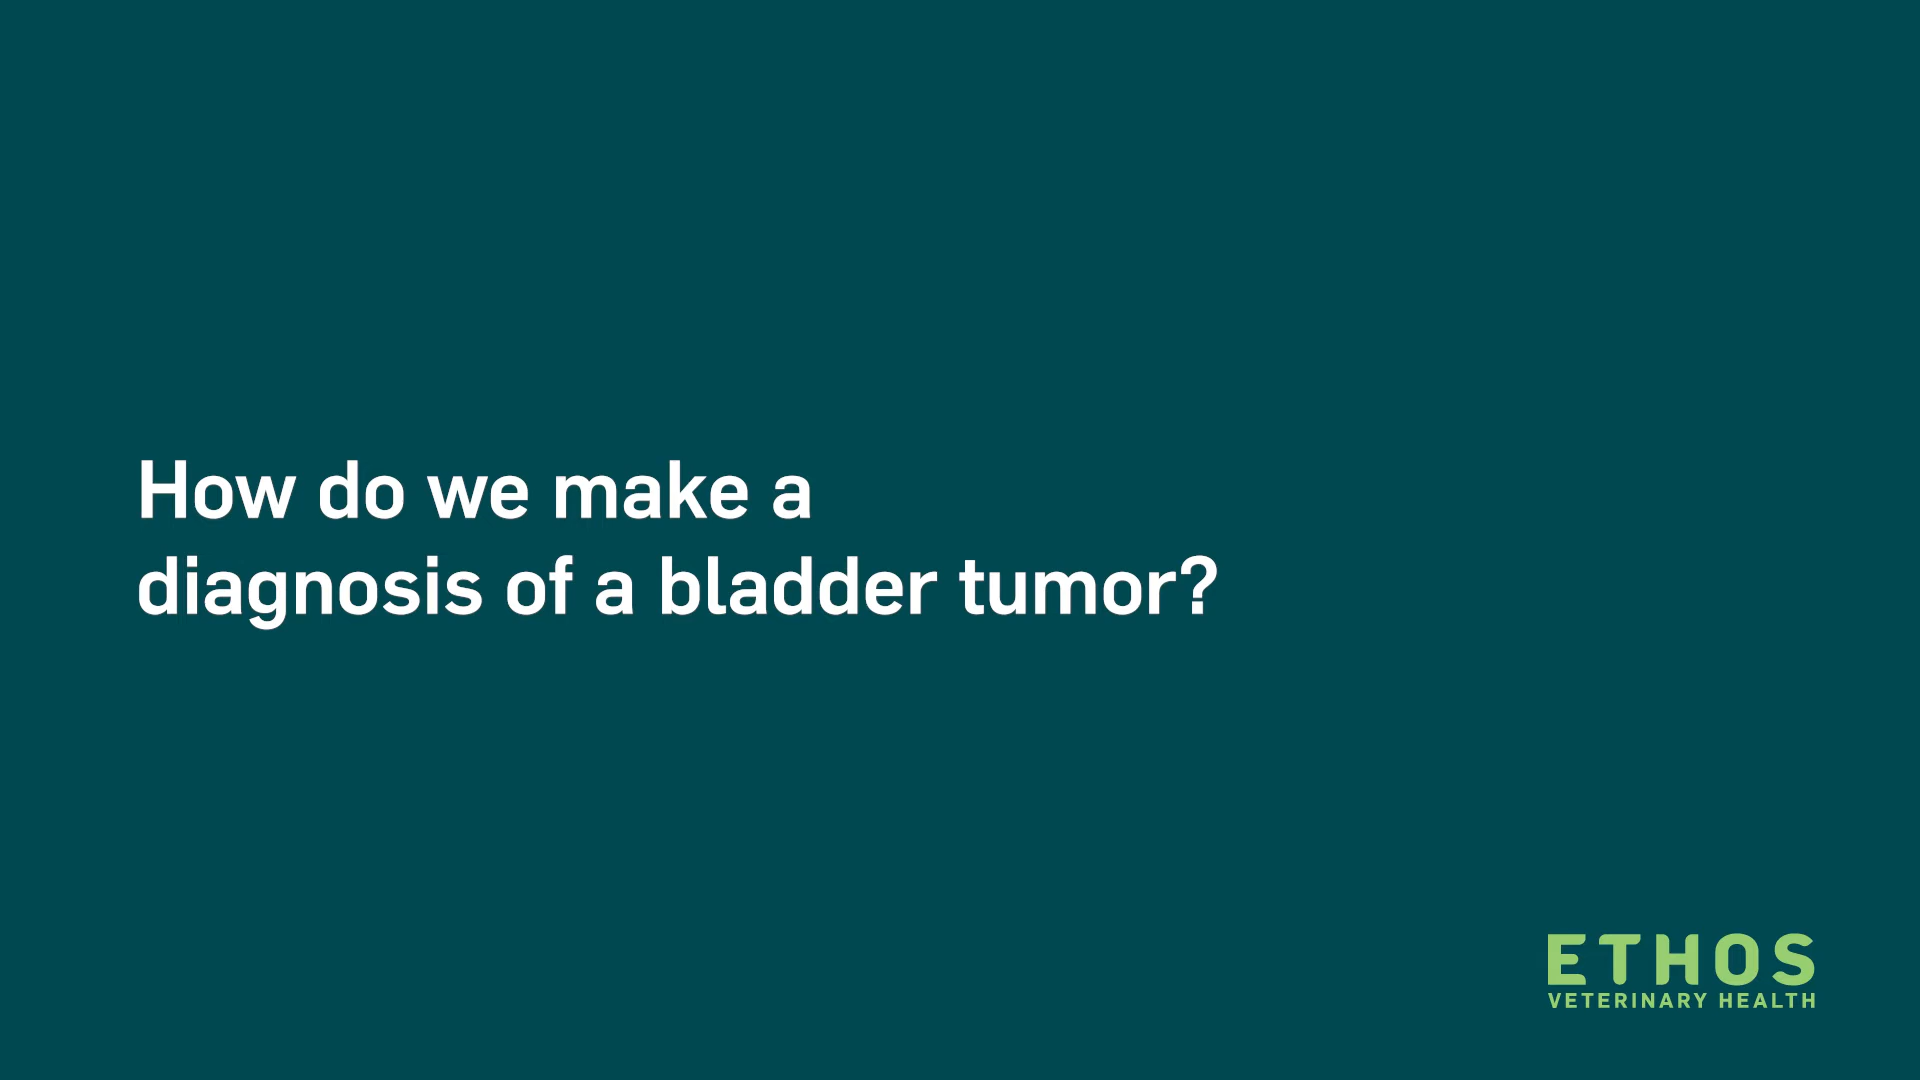 How do we make a
diagnosis of a bladder tumor?
ETHOS
VETERINARY HEALTH